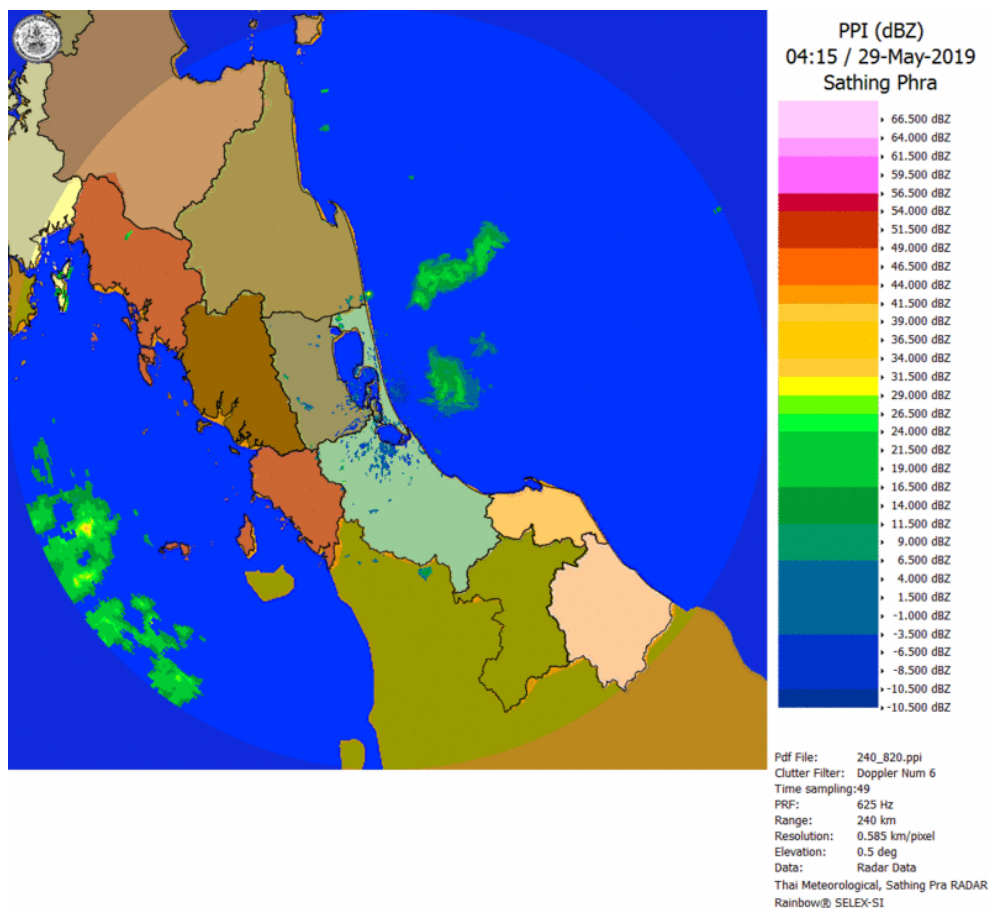 PPI (dBZ)
04:15 / 29-May-2019
Sathing Phra
66.500 dBZ
64.000 dBZ
61.500 dBZ
59.500 dBZ
56.500 dBZ
54.000 dBZ
51.500 dBZ
49.000 dBZ
46.500 dBZ
44.000 dBZ
41.500 dBZ
39.000 dBZ
36.500 dBZ
34.000 dBZ
31.500 dBZ
29.000 dBZ
26.500 dBZ
24.000 dBZ
21.500 dBZ
19.000 dBZ
16.500 dBZ
14.000 dBZ
11.500 dBZ
9.000 dBZ
6.500 dBZ
4.000 dBZ
1.500 dBZ
-1.000 dBZ
-3.500 dBZ
-6.500 dBZ
-8.500 dBZ
-10.500 dBZ
-10.500 dBZ
Pdf File: 240_820.ppi
Clutter Filter: Doppler Num 6
Time sampling:49
PRF: 625 Hz
Range: 240 km
Resolution: 0.585 km/pixel
Elevation: 0.5 deg
Data: Radar Data
Thai Meteorological, Sathing Pra RADAR
Rainbow® SELEX-SI